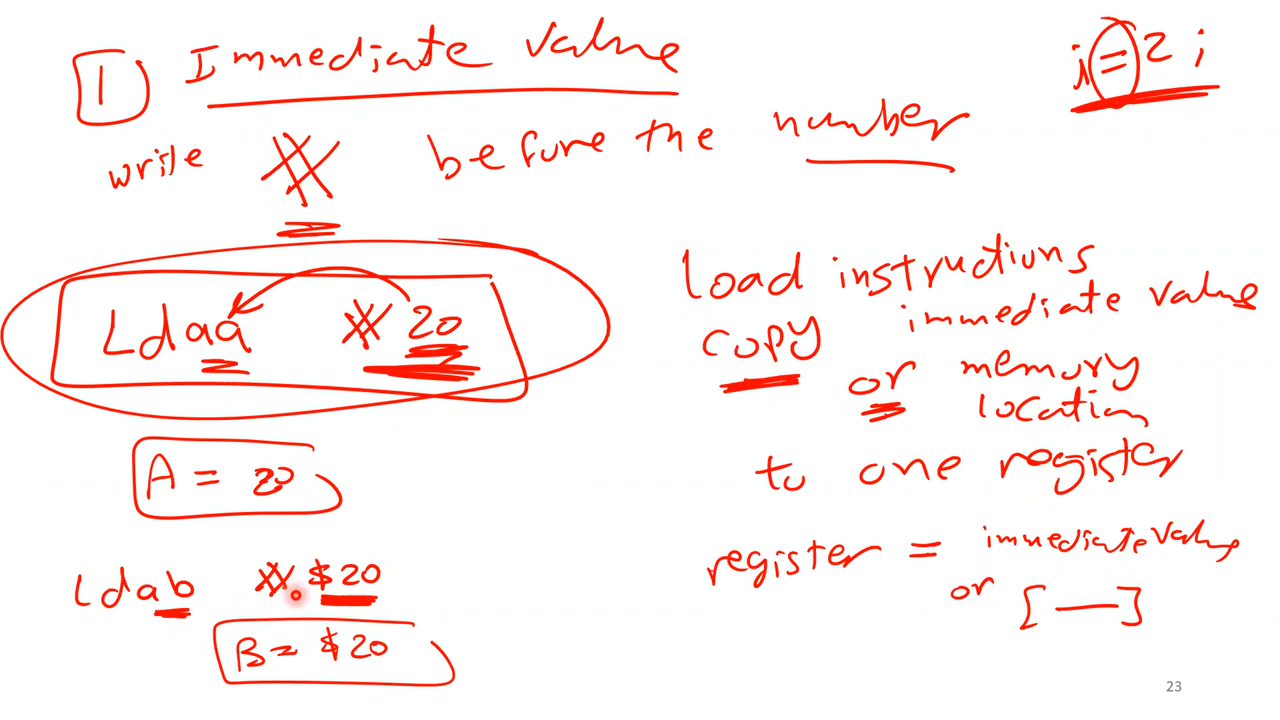 1 Immediate value
i = 2 ;
write # before the number
Ldaa #20
A = 20
Ldab #$20
B = $20
Load instructions
copy immediate value
or memory
location
to one register
register = immediate value
or [—]
23